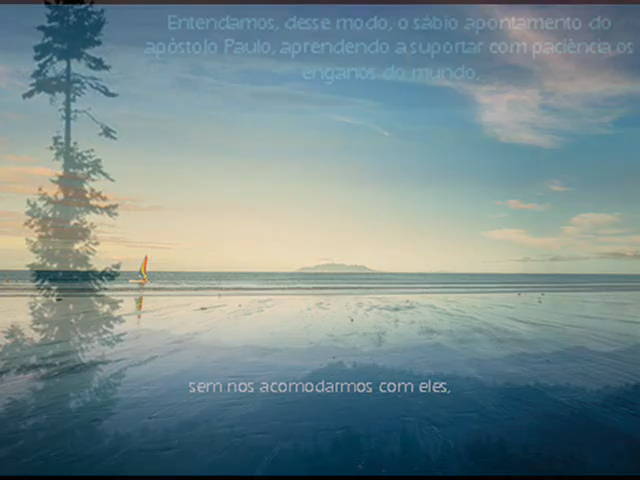 Entendamos, desse modo, o sábio apontamento do
apóstolo Paulo, aprendendo a suportar com paciência os
enganos do mundo,
sem nos acomodarmos com eles,